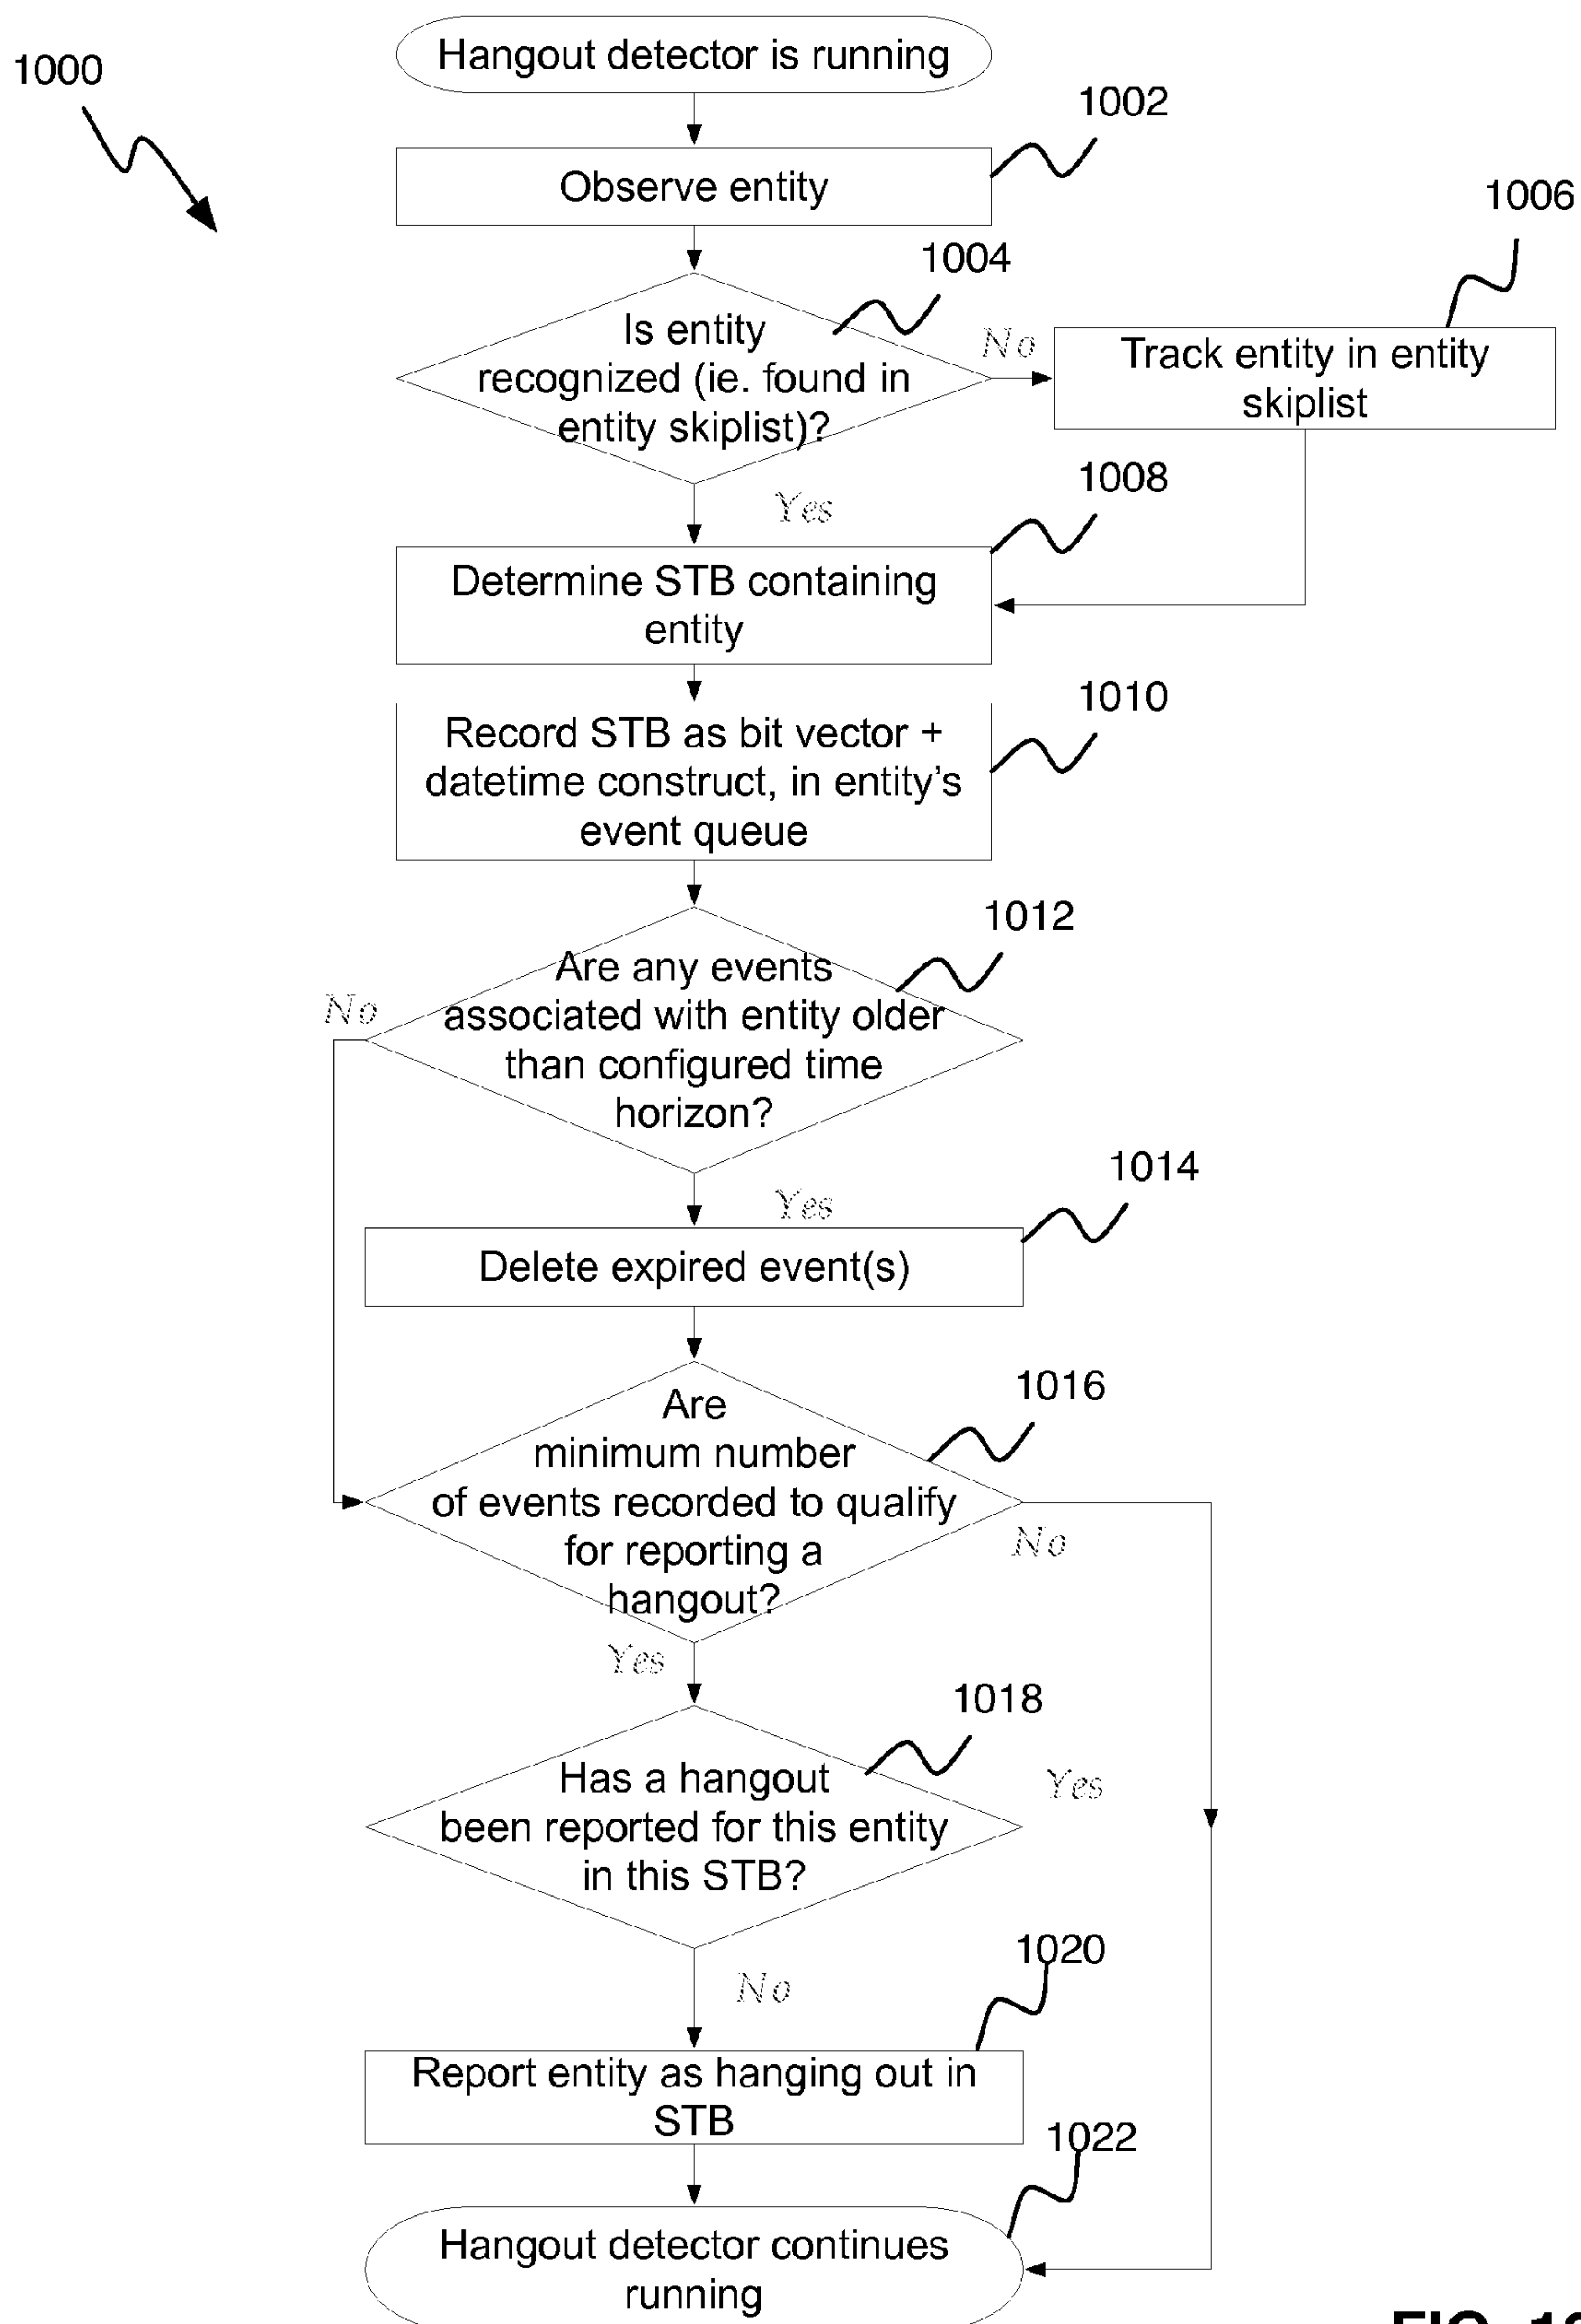 1000
Hangout detector is running
1002
Observe entity
1006
1004
Is entity
recognized (ie. found in
entity skiplist)?
No
Track entity in entity
skiplist
Yes
1008
Determine STB containing
entity
1010
Record STB as bit vector +
datetime construct, in entity's
event queue
1012
Are any events
associated with entity older
than configured time
horizon?
No
Yes
1014
Delete expired event(s)
1016
Are
minimum number
of events recorded to qualify
for reporting a
hangout?
No
Yes
1018
Has a hangout
been reported for this entity
in this STB?
Yes
No
1020
Report entity as hanging out in
STB
1022
Hangout detector continues
running